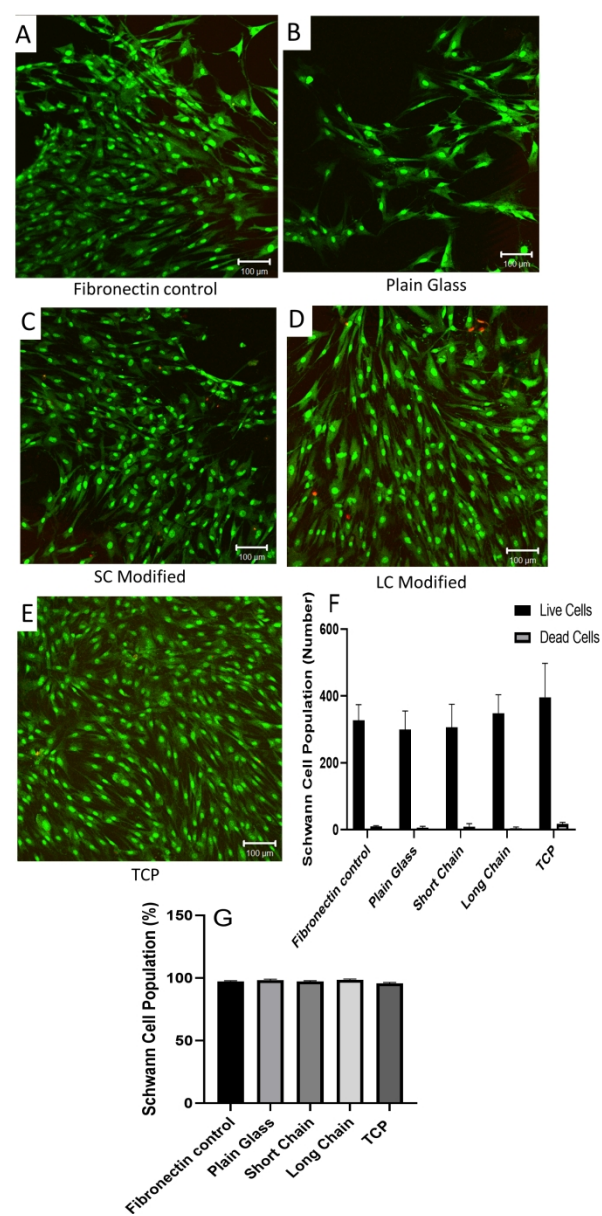 A
100 μm
Fibronectin control
B
100 μm
Plain Glass
C
100 μm
SC Modified
D
100 μm
LC Modified
E
100 μm
TCP
F
Live Cells
Dead Cells
Schwann Cell Population (Number)
600
400
200
0
Fibronectin control
Plain Glass
Short Chain
Long Chain
TCP
G
Schwann Cell Population (%)
150
100
50
0
Fibronectin control
Plain Glass
Short Chain
Long Chain
TCP